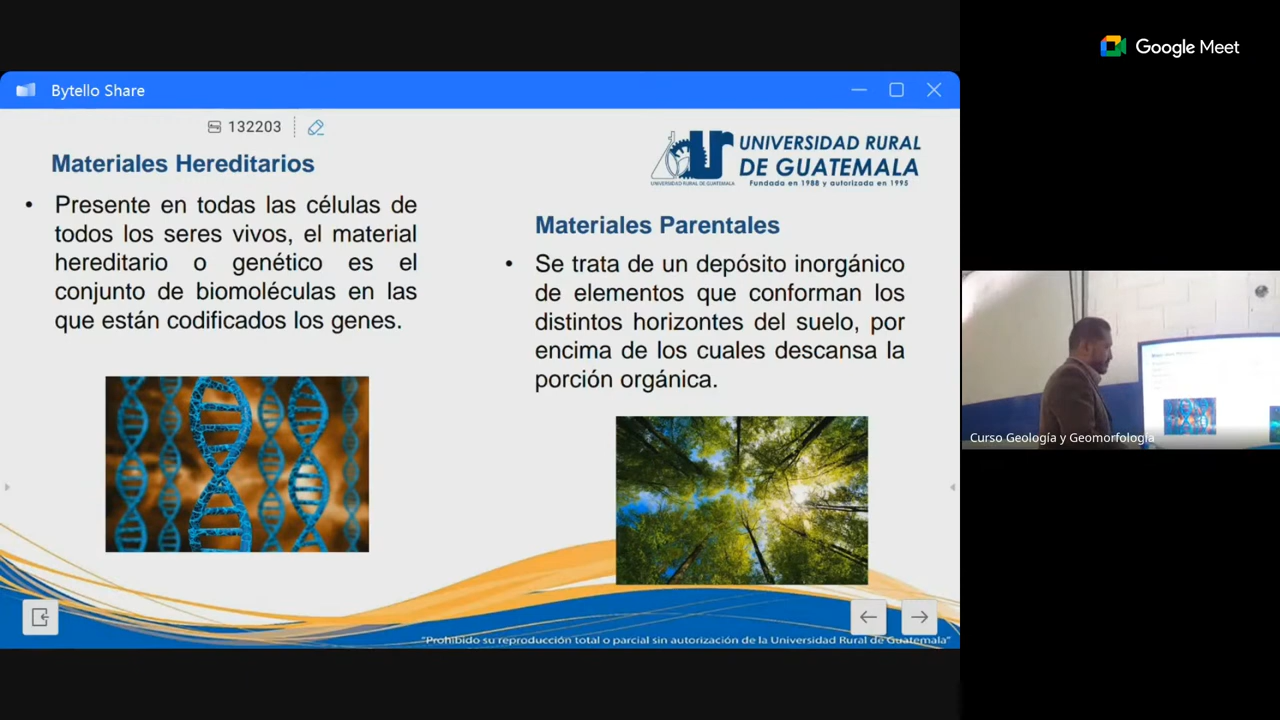 Google Meet
Bytello Share
132203
Materiales Hereditarios
• Presente en todas las células de
todos los seres vivos, el material
hereditario o genético es el
conjunto de biomoléculas en las
que están codificados los genes.
UNIVERSIDAD RURAL
DE GUATEMALA
Fundada en 1988 y autorizada en 1995
UNIVERSIDAD RURAL DE GUATEMALA
Materiales Parentales
• Se trata de un depósito inorgánico
de elementos que conforman los
distintos horizontes del suelo, por
encima de los cuales descansa la
porción orgánica.
"Prohibido su reproducción total o parcial sin autorización de la Universidad Rural de Guatemala"
Curso Geología y Geomorfología